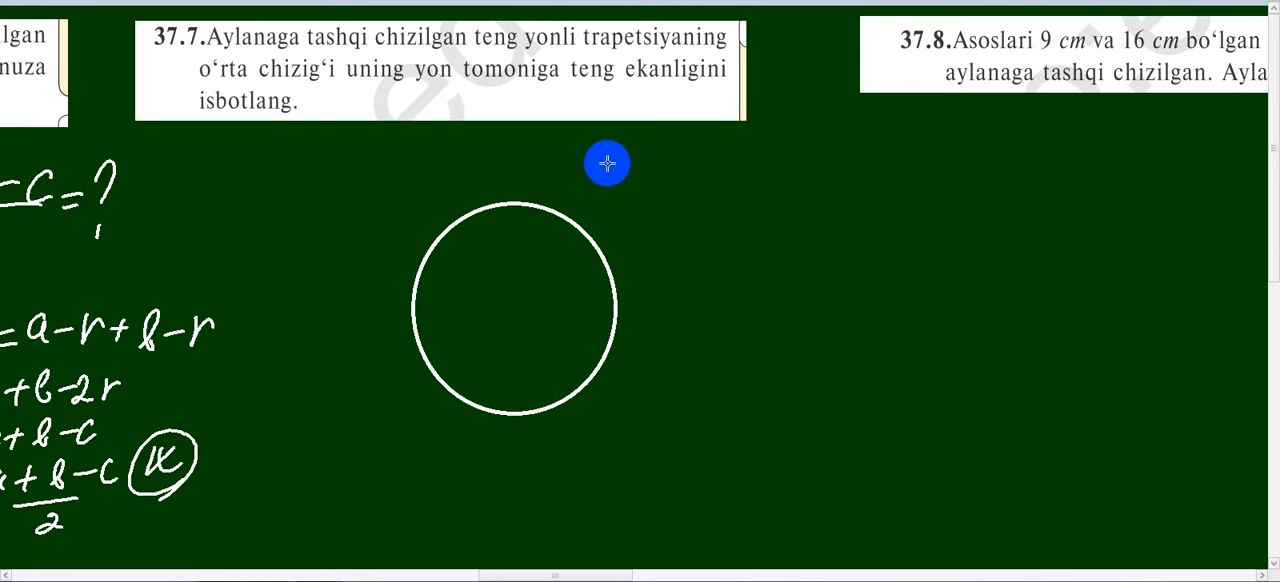 lgan
nuza
37.7.Aylanaga tashqi chizilgan teng yonli trapetsiyaning
o‘rta chizig‘i uning yon tomoniga teng ekanligini
isbotlang.
37.8.Asoslari 9 cm va 16 cm bo‘lgan
aylanaga tashqi chizilgan. Ayla
=C=?
=a-r+b-r
+b-2r
+b-c
+b-c
2